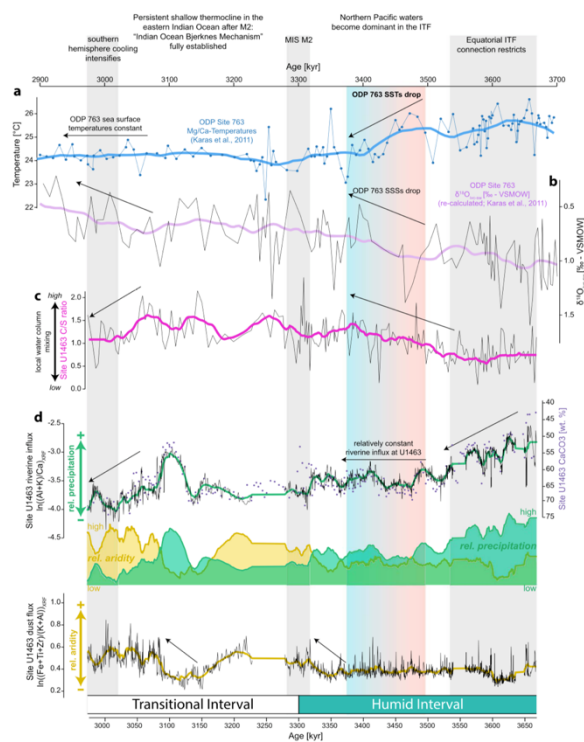 southern
hemisphere cooling
intensifies
Persistent shallow thermocline in the
eastern Indian Ocean after M2:
“Indian Ocean Bjerknes Mechanism”
fully established
MIS M2
Northern Pacific waters
become dominant in the ITF
Equatorial ITF
connection restricts
Age [kyr]
2900 3000 3100 3200 3300 3400 3500 3600 3700
a
ODP 763 sea surface
temperatures constant
ODP Site 763
Mg/Ca-Temperatures
(Karas et al., 2011)
ODP 763 SSTs drop
Temperature [°C]
26
25
24
23
22
ODP 763 SSSs drop
ODP Site 763
[‰ - VSMOW]
(re-calculated; Karas et al., 2011)
b
0.5
1.0
1.5
[‰ - VSMOW]
c
high
local water column
mixing
low
Site U1463 C/S ratio
2.0
1.5
1.0
0.5
0.0
d
Site U1463 riverine influx
ln((Al+K)/Ca)
rel. precipitation
+
-
-2.5
-3.0
-3.5
-4.0
-4.5
relatively constant
riverine influx at U1463
40
45
50
55
60
65
70
75
Site U1463 CaCO3 [wt. %]
high
rel. aridity
low
high
rel. precipitation
low
Site U1463 dust flux
ln((Fe+Ti+Zr)/(K+Al))
rel. aridity
+
-
1.0
0.8
0.6
0.4
0.2
Transitional Interval
Humid Interval
3000 3050 3100 3150 3200 3250 3300 3350 3400 3450 3500 3550 3600 3650
Age [kyr]